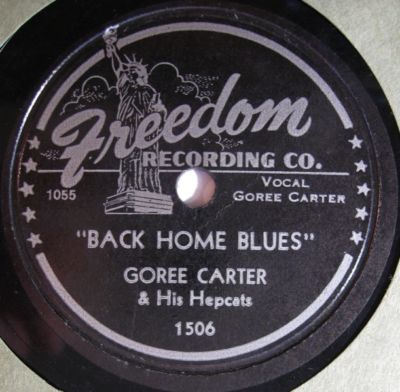 Freedom
RECORDING CO.
1055
VOCAL
GOREE CARTER
"BACK HOME BLUES"
GOREE CARTER
& His Hepcats
1506